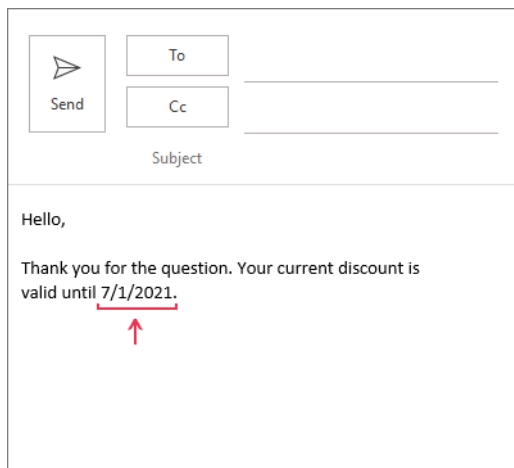 To
Send
Cc
Subject
Hello,
Thank you for the question. Your current discount is
valid until 7/1/2021.